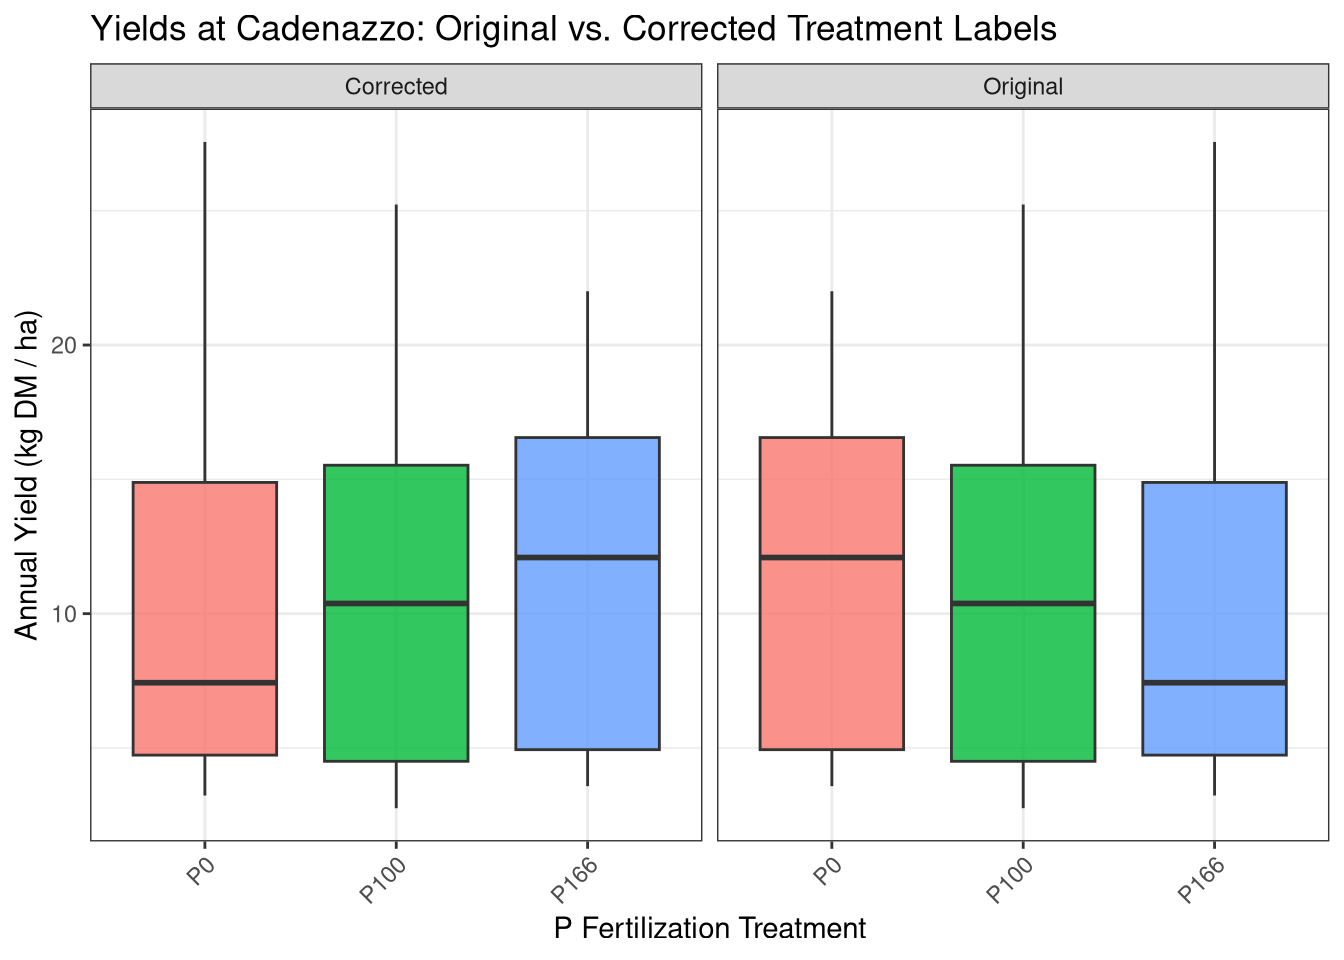 Yields at Cadenazzo: Original vs. Corrected Treatment Labels
Corrected
Original
Annual Yield (kg DM / ha)
20
10
P0
P100
P166
P0
P100
P166
P Fertilization Treatment